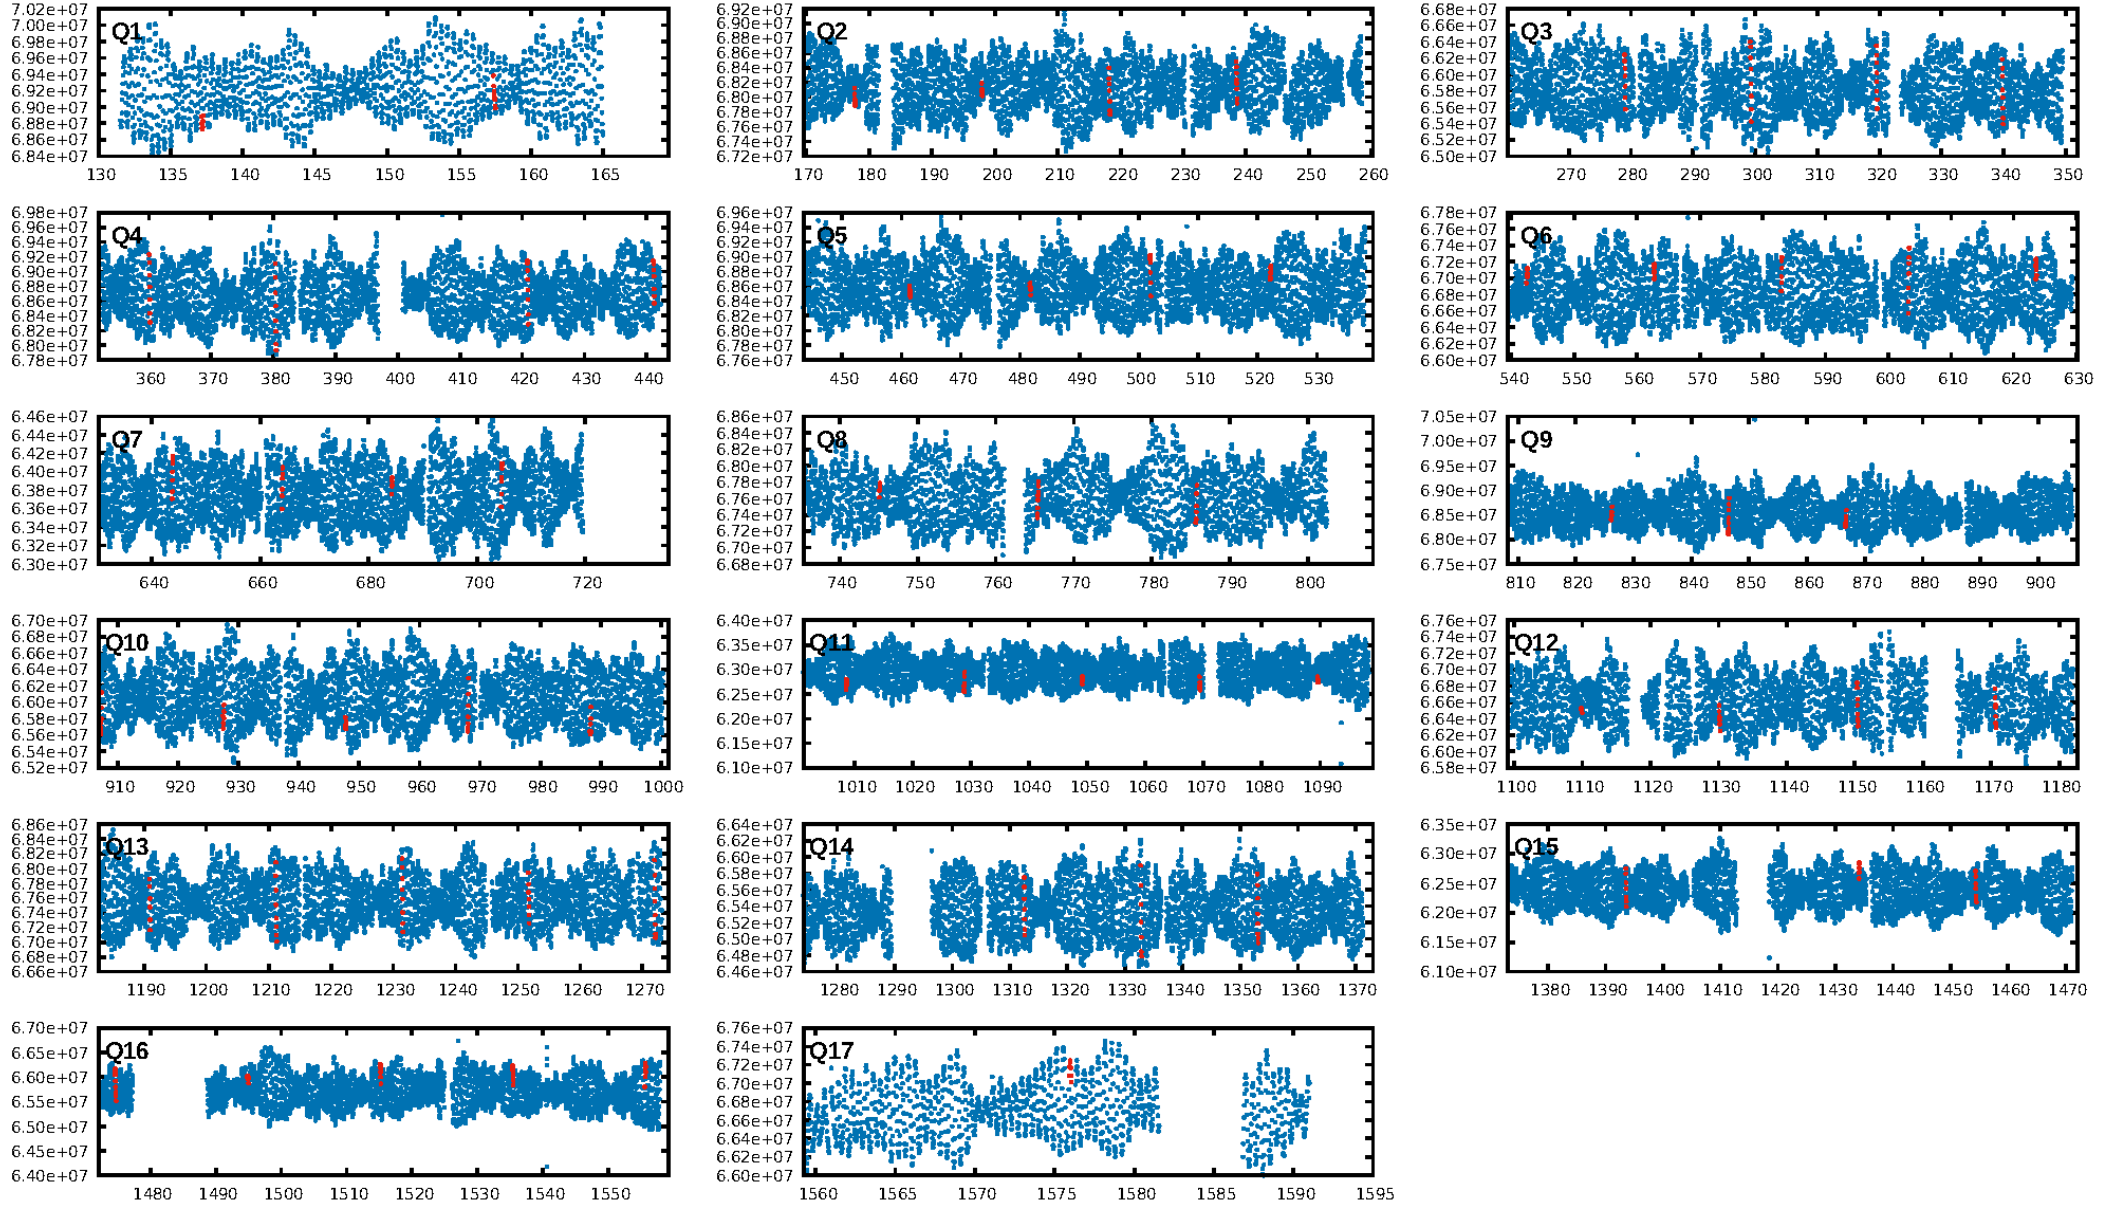 Q1
7.02e+07
7.00e+07
6.98e+07
6.96e+07
6.94e+07
6.92e+07
6.90e+07
6.88e+07
6.86e+07
6.84e+07
130 135 140 145 150 155 160 165
Q2
6.92e+07
6.90e+07
6.88e+07
6.86e+07
6.84e+07
6.82e+07
6.80e+07
6.78e+07
6.76e+07
6.74e+07
6.72e+07
170 180 190 200 210 220 230 240 250 260
Q3
6.68e+07
6.66e+07
6.64e+07
6.62e+07
6.60e+07
6.58e+07
6.56e+07
6.54e+07
6.52e+07
6.50e+07
270 280 290 300 310 320 330 340 350
Q4
6.98e+07
6.96e+07
6.94e+07
6.92e+07
6.90e+07
6.88e+07
6.86e+07
6.84e+07
6.82e+07
6.80e+07
6.78e+07
360 370 380 390 400 410 420 430 440
Q5
6.96e+07
6.94e+07
6.92e+07
6.90e+07
6.88e+07
6.86e+07
6.84e+07
6.82e+07
6.80e+07
6.78e+07
6.76e+07
450 460 470 480 490 500 510 520 530
Q6
6.78e+07
6.76e+07
6.74e+07
6.72e+07
6.70e+07
6.68e+07
6.66e+07
6.64e+07
6.62e+07
6.60e+07
540 550 560 570 580 590 600 610 620 630
Q7
6.46e+07
6.44e+07
6.42e+07
6.40e+07
6.38e+07
6.36e+07
6.34e+07
6.32e+07
6.30e+07
640 660 680 700 720
Q8
6.86e+07
6.84e+07
6.82e+07
6.80e+07
6.78e+07
6.76e+07
6.74e+07
6.72e+07
6.70e+07
6.68e+07
740 750 760 770 780 790 800
Q9
7.05e+07
7.00e+07
6.95e+07
6.90e+07
6.85e+07
6.80e+07
6.75e+07
810 820 830 840 850 860 870 880 890 900
Q10
6.70e+07
6.68e+07
6.66e+07
6.64e+07
6.62e+07
6.60e+07
6.58e+07
6.56e+07
6.54e+07
6.52e+07
910 920 930 940 950 960 970 980 990 1000
Q11
6.40e+07
6.35e+07
6.30e+07
6.25e+07
6.20e+07
6.15e+07
6.10e+07
1010 1020 1030 1040 1050 1060 1070 1080 1090
Q12
6.76e+07
6.74e+07
6.72e+07
6.70e+07
6.68e+07
6.66e+07
6.64e+07
6.62e+07
6.60e+07
6.58e+07
1100 1110 1120 1130 1140 1150 1160 1170 1180
Q13
6.86e+07
6.84e+07
6.82e+07
6.80e+07
6.78e+07
6.76e+07
6.74e+07
6.72e+07
6.70e+07
6.68e+07
6.66e+07
1190 1200 1210 1220 1230 1240 1250 1260 1270
Q14
6.64e+07
6.62e+07
6.60e+07
6.58e+07
6.56e+07
6.54e+07
6.52e+07
6.50e+07
6.48e+07
6.46e+07
1280 1290 1300 1310 1320 1330 1340 1350 1360 1370
Q15
6.35e+07
6.30e+07
6.25e+07
6.20e+07
6.15e+07
6.10e+07
1380 1390 1400 1410 1420 1430 1440 1450 1460 1470
Q16
6.70e+07
6.65e+07
6.60e+07
6.55e+07
6.50e+07
6.45e+07
6.40e+07
1480 1490 1500 1510 1520 1530 1540 1550
Q17
6.76e+07
6.74e+07
6.72e+07
6.70e+07
6.68e+07
6.66e+07
6.64e+07
6.62e+07
6.60e+07
1560 1565 1570 1575 1580 1585 1590 1595